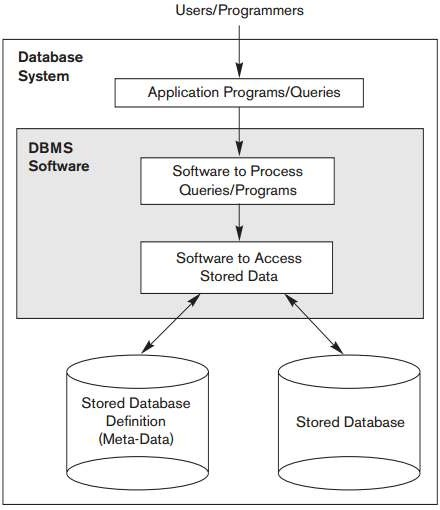 Users/Programmers
Database
System
Application Programs/Queries
DBMS
Software
Software to Process
Queries/Programs
Software to Access
Stored Data
Stored Database
Definition
(Meta-Data)
Stored Database